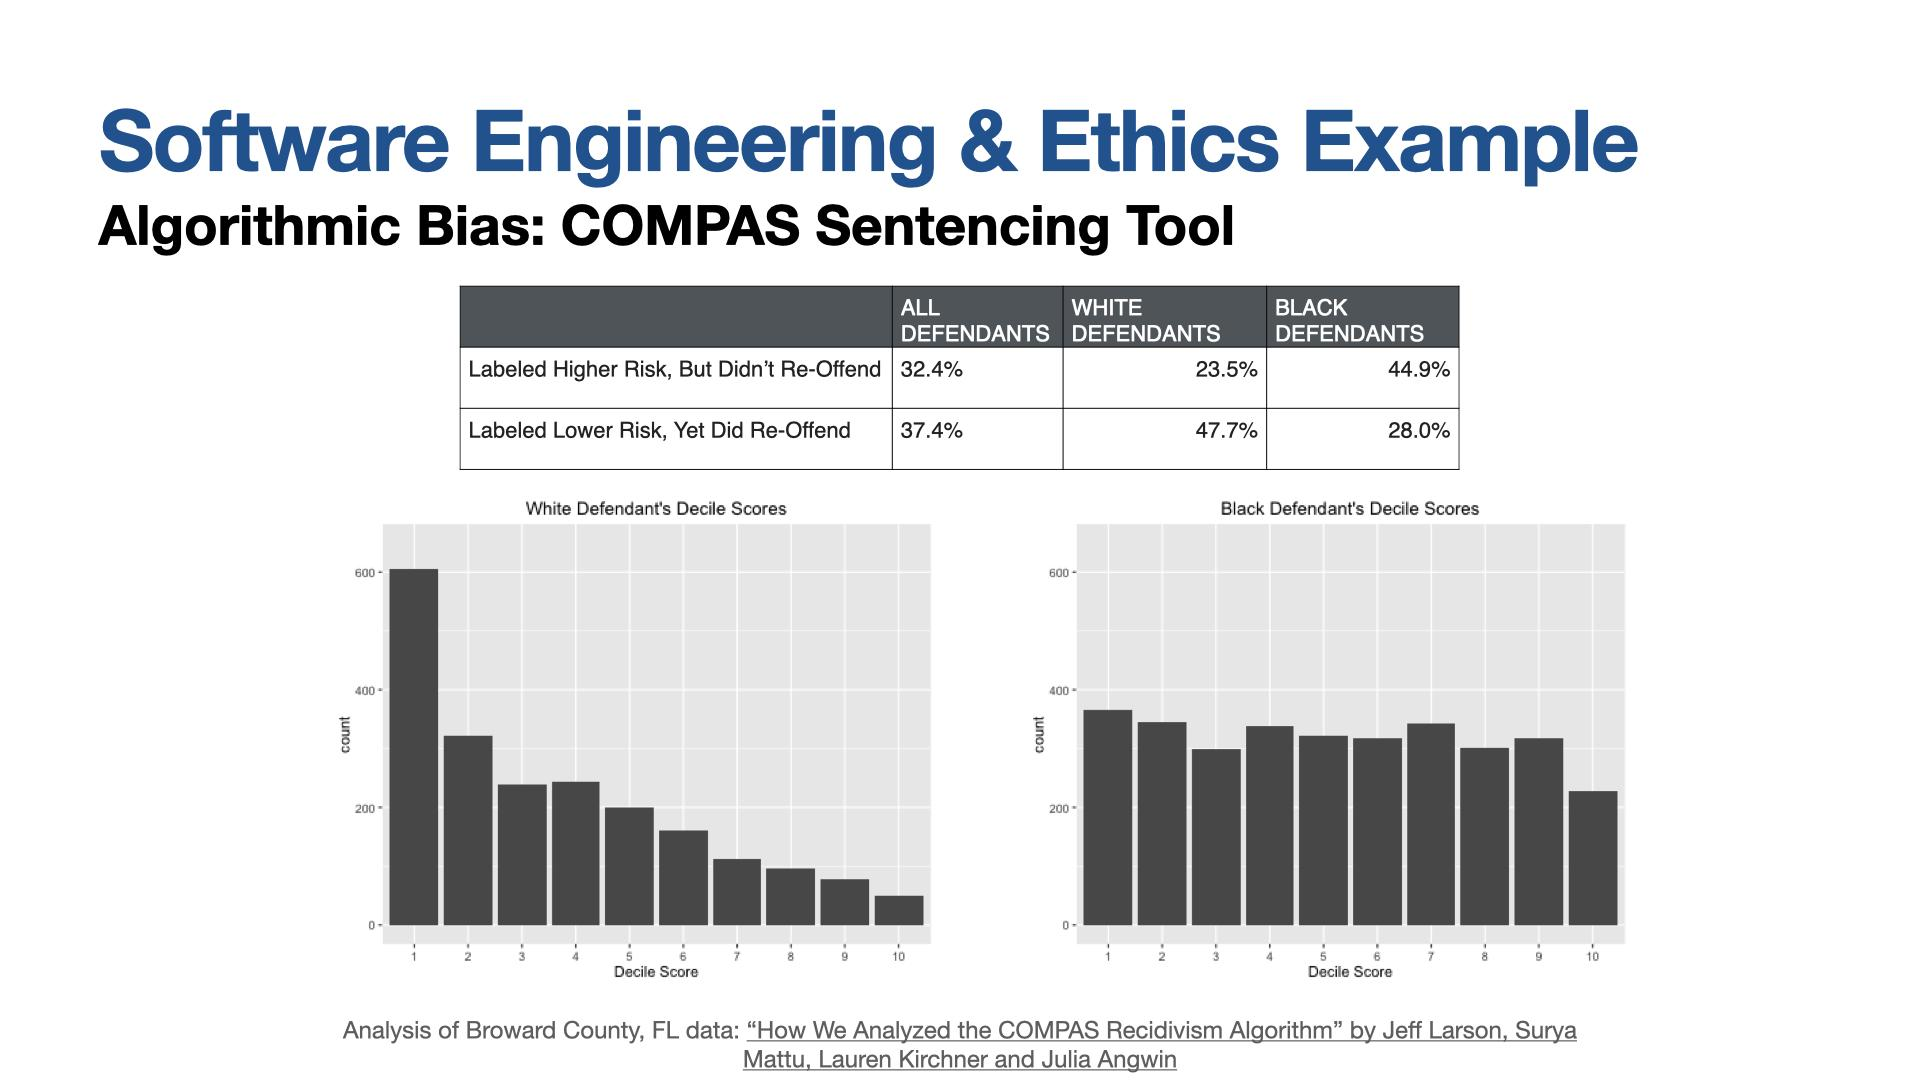 Software Engineering & Ethics Example
Algorithmic Bias: COMPAS Sentencing Tool
ALL DEFENDANTS WHITE DEFENDANTS BLACK DEFENDANTS
Labeled Higher Risk, But Didn’t Re-Offend 32.4% 23.5% 44.9%
Labeled Lower Risk, Yet Did Re-Offend 37.4% 47.7% 28.0%
White Defendant's Decile Scores
600
400
200
0
count
1 2 3 4 5 6 7 8 9 10
Decile Score
Black Defendant's Decile Scores
600
400
200
0
count
1 2 3 4 5 6 7 8 9 10
Decile Score
Analysis of Broward County, FL data: “How We Analyzed the COMPAS Recidivism Algorithm” by Jeff Larson, Surya
Mattu, Lauren Kirchner and Julia Angwin